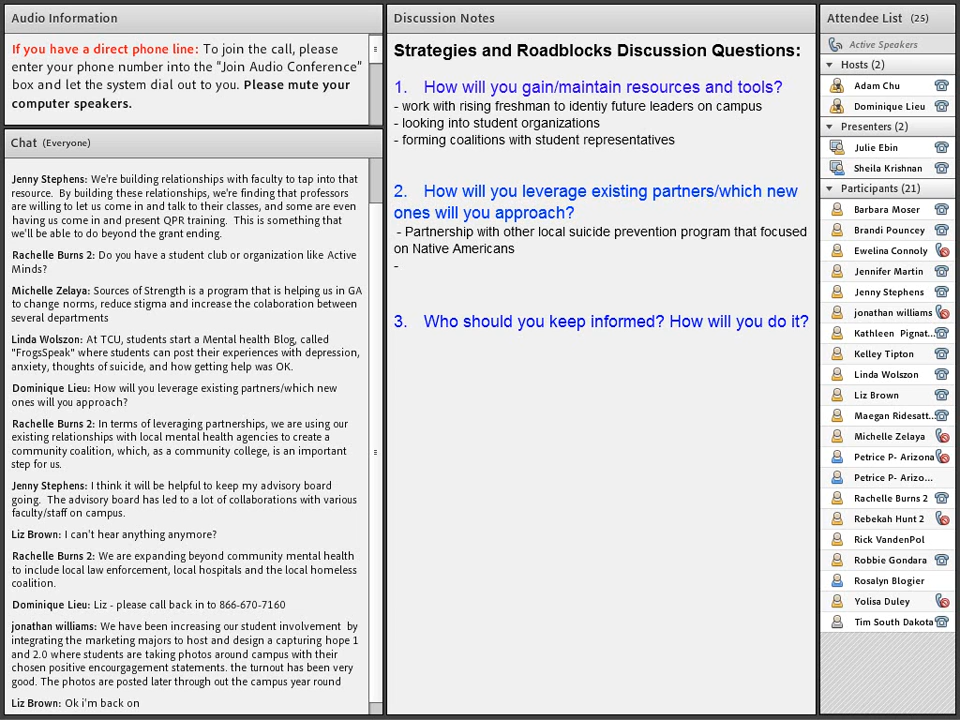 Audio Information
If you have a direct phone line: To join the call, please
enter your phone number into the "Join Audio Conference"
box and let the system dial out to you. Please mute your
computer speakers.
Chat (Everyone)
Jenny Stephens: We're building relationships with faculty to tap into that
resource. By building these relationships, we're finding that professors
are willing to let us come in and talk to their classes, and some are even
having us come in and present QPR training. This is something that
we'll be able to do beyond the grant ending.
Rachelle Burns 2: Do you have a student club or organization like Active
Minds?
Michelle Zelaya: Sources of Strength is a program that is helping us in GA
to change norms, reduce stigma and increase the colaboration between
several departments
Linda Wolszon: At TCU, students start a Mental health Blog, called
"FrogsSpeak" where students can post their experiences with depression,
anxiety, thoughts of suicide, and how getting help was OK.
Dominique Lieu: How will you leverage existing partners/which new
ones will you approach?
Rachelle Burns 2: In terms of leveraging partnerships, we are using our
existing relationships with local mental health agencies to create a
community coalition, which, as a community college, is an important
step for us.
Jenny Stephens: I think it will be helpful to keep my advisory board
going. The advisory board has led to a lot of collaborations with various
faculty/staff on campus.
Liz Brown: I can't hear anything anymore?
Rachelle Burns 2: We are expanding beyond community mental health
to include local law enforcement, local hospitals and the local homeless
coalition.
Dominique Lieu: Liz - please call back in to 866-670-7160
jonathan williams: We have been increasing our student involvement by
integrating the marketing majors to host and design a capturing hope 1
and 2.0 where students are taking photos around campus with their
chosen positive encourgagement statements. the turnout has been very
good. The photos are posted later through out the campus year round
Liz Brown: Ok i'm back on
Discussion Notes
Strategies and Roadblocks Discussion Questions:
1. How will you gain/maintain resources and tools?
- work with rising freshman to identiy future leaders on campus
- looking into student organizations
- forming coalitions with student representatives
2. How will you leverage existing partners/which new
ones will you approach?
- Partnership with other local suicide prevention program that focused
on Native Americans
-
3. Who should you keep informed? How will you do it?
Attendee List (25)
Active Speakers
Hosts (2)
Adam Chu
Dominique Lieu
Presenters (2)
Julie Ebin
Sheila Krishnan
Participants (21)
Barbara Moser
Brandi Pouncey
Ewelina Connoly
Jennifer Martin
Jenny Stephens
jonathan williams
Kathleen Pignat...
Kelley Tipton
Linda Wolszon
Liz Brown
Maegan Ridesatt...
Michelle Zelaya
Petrice P- Arizona
Petrice P- Arizo...
Rachelle Burns 2
Rebekah Hunt 2
Rick VandenPol
Robbie Gondara
Rosalyn Blogier
Yolisa Duley
Tim South Dakota